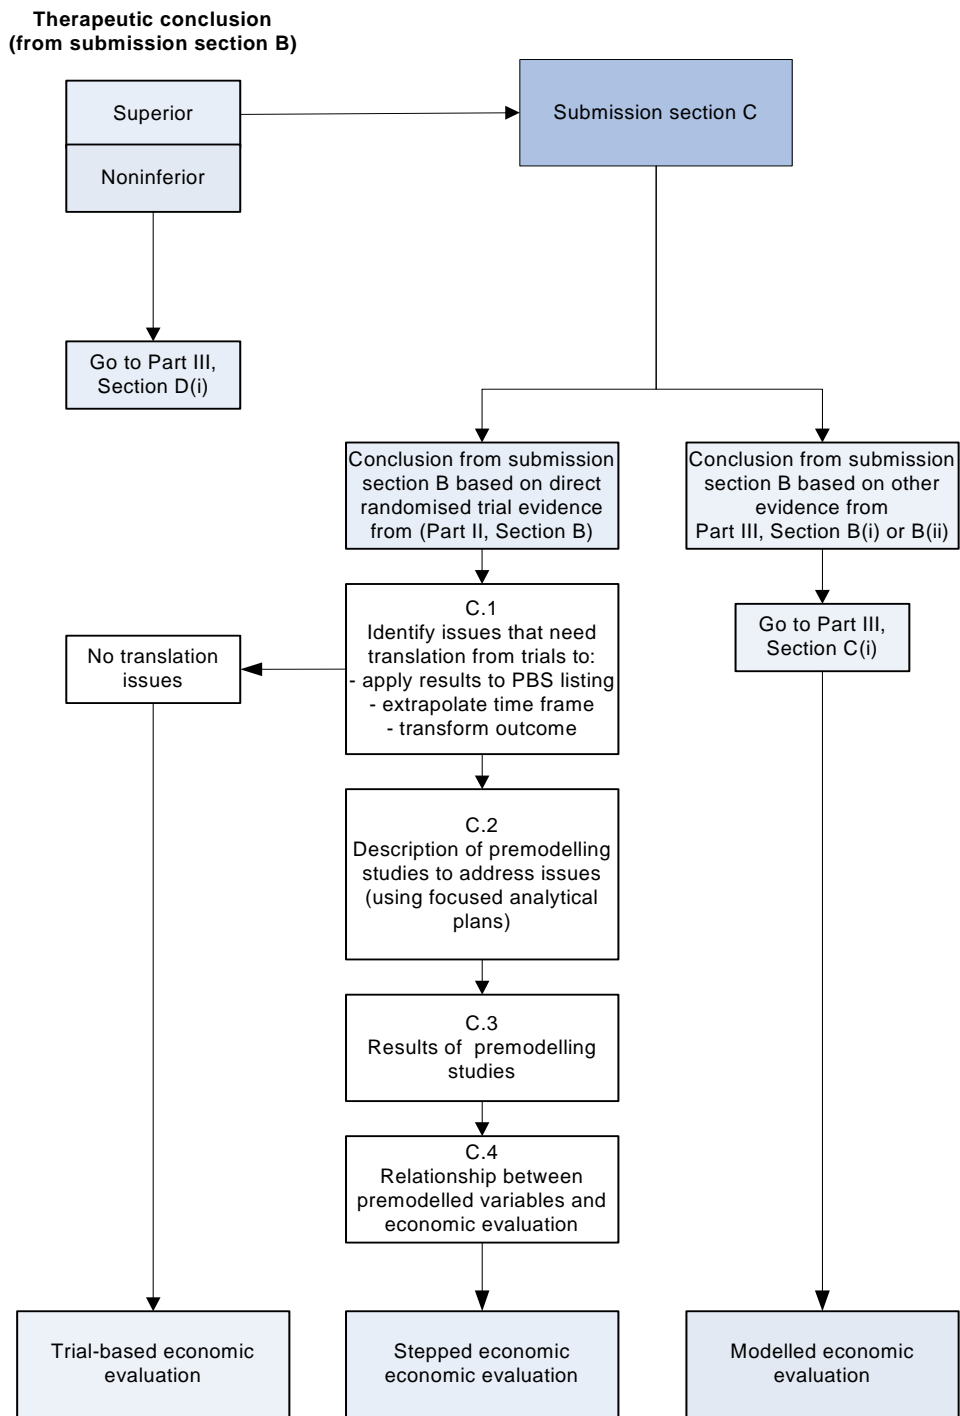 Therapeutic conclusion
(from submission section B)
Superior
Submission section C
Noninferior
Go to Part III,
Section D(i)
Conclusion from submission
section B based on direct
randomised trial evidence
from (Part II, Section B)
Conclusion from submission
section B based on other
evidence from
Part III, Section B(i) or B(ii)
C.1
Identify issues that need
translation from trials to:
- apply results to PBS listing
- extrapolate time frame
- transform outcome
No translation
issues
Go to Part III,
Section C(i)
C.2
Description of premodelling
studies to address issues
(using focused analytical
plans)
C.3
Results of premodelling
studies
C.4
Relationship between
premodelled variables and
economic evaluation
Trial-based economic
evaluation
Stepped economic
economic evaluation
Modelled economic
evaluation